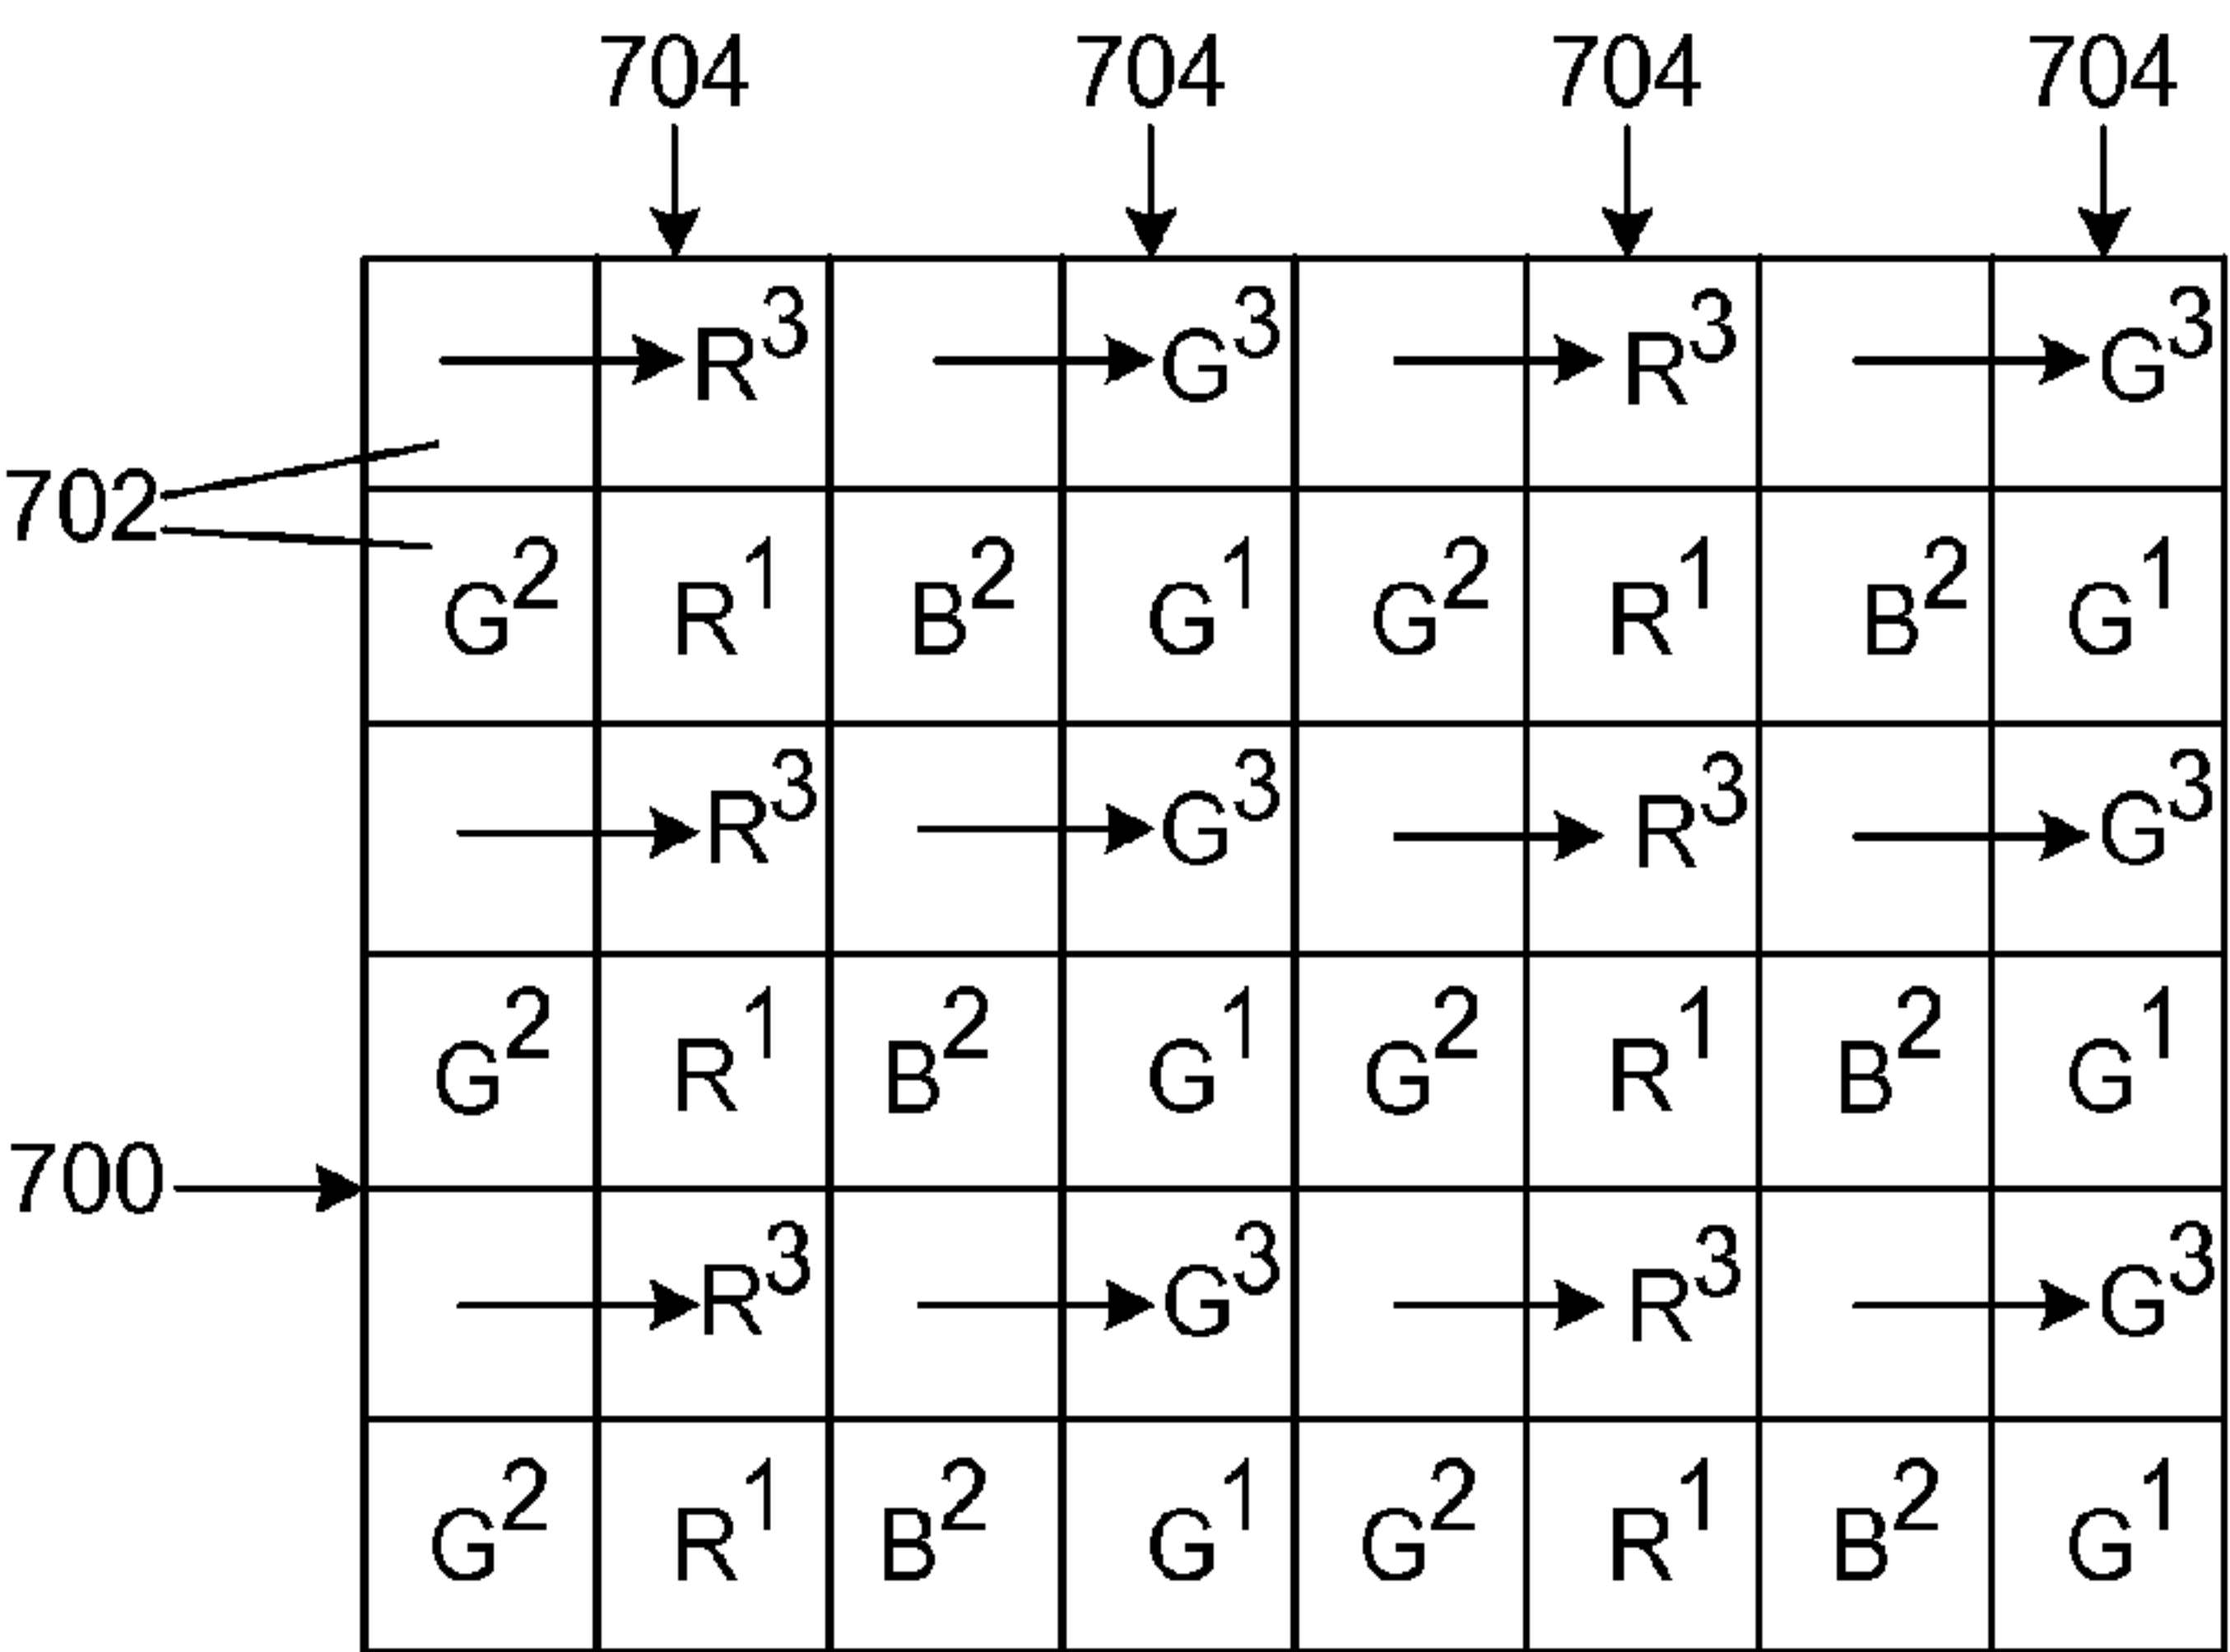 704 704 704 704
R³ G³ R³ G³
702
G² R¹ B² G¹ G² R¹ B² G¹
R³ G³ R³ G³
G² R¹ B² G¹ G² R¹ B² G¹
700
R³ G³ R³ G³
G² R¹ B² G¹ G² R¹ B² G¹